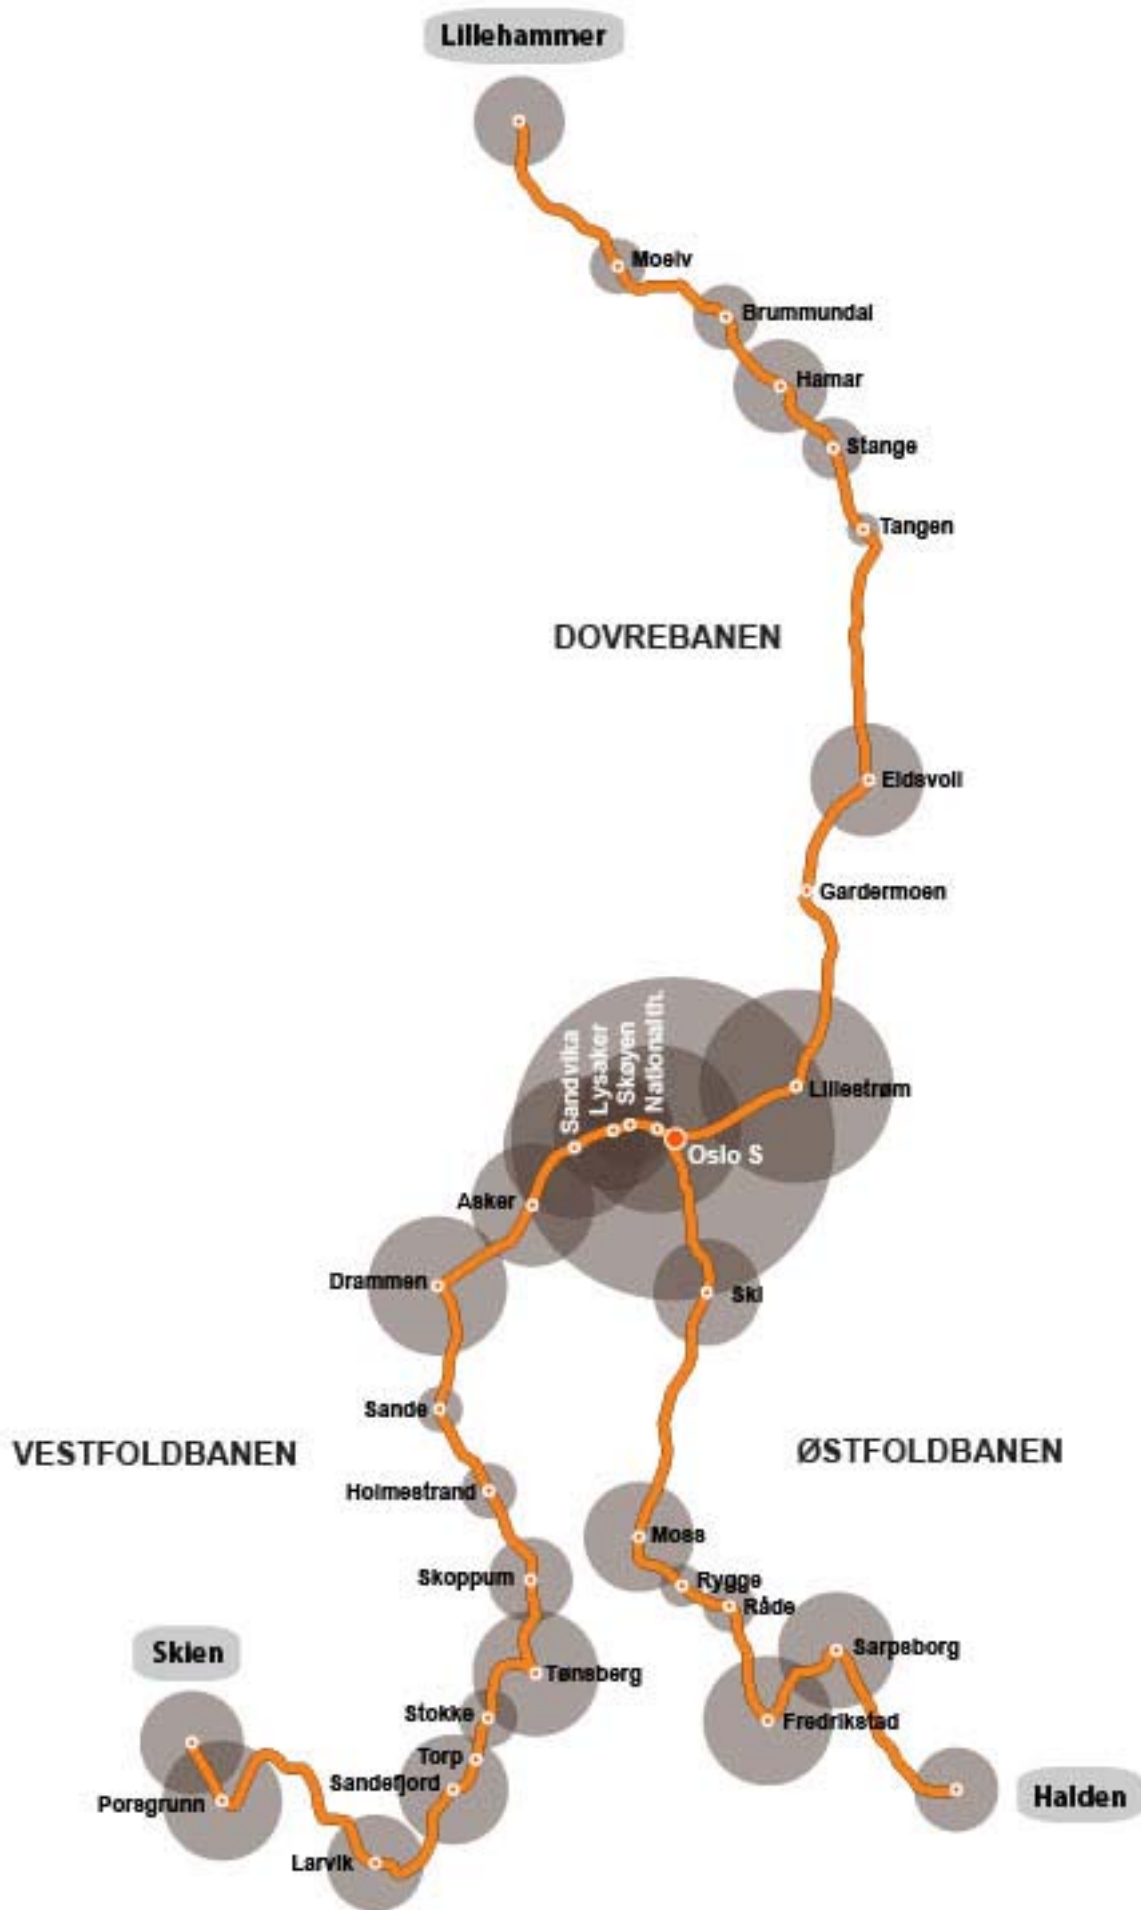 Lillehammer
Moelv
Brummundal
Hamar
Stange
Tangen
DOVREBANEN
Eidsvoll
Gardermoen
Sandvika
Lysaker
Skøyen
Nationalth.
Lillestrøm
Oslo S
Asker
Drammen
Ski
Sande
VESTFOLDBANEN
ØSTFOLDBANEN
Holmestrand
Moss
Skoppum
Rygge
Råde
Skien
Sarpsborg
Tønsberg
Stokke
Fredrikstad
Torp
Sandefjord
Halden
Porsgrunn
Larvik